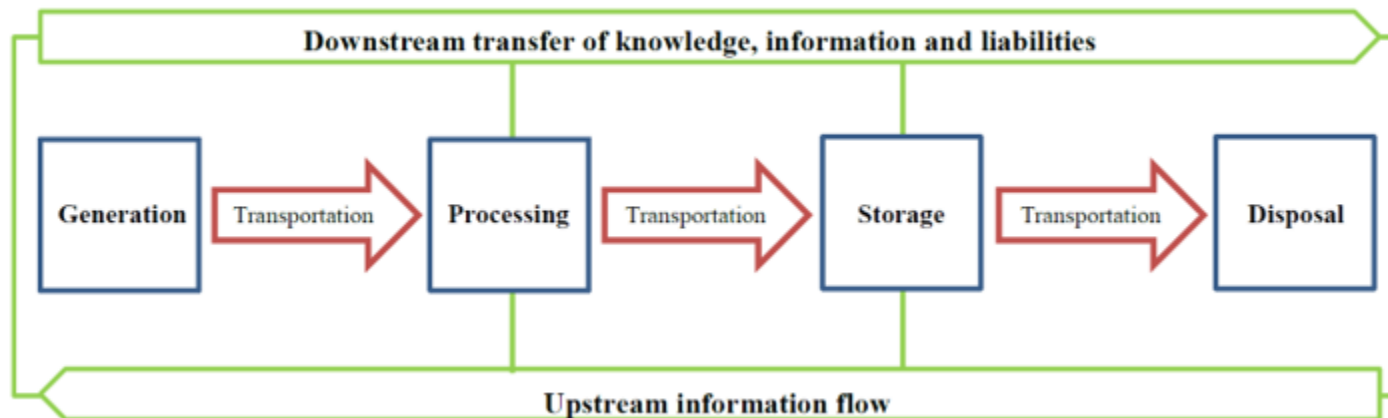 Downstream transfer of knowledge, information and liabilities
Generation
Transportation
Processing
Transportation
Storage
Transportation
Disposal
Upstream information flow